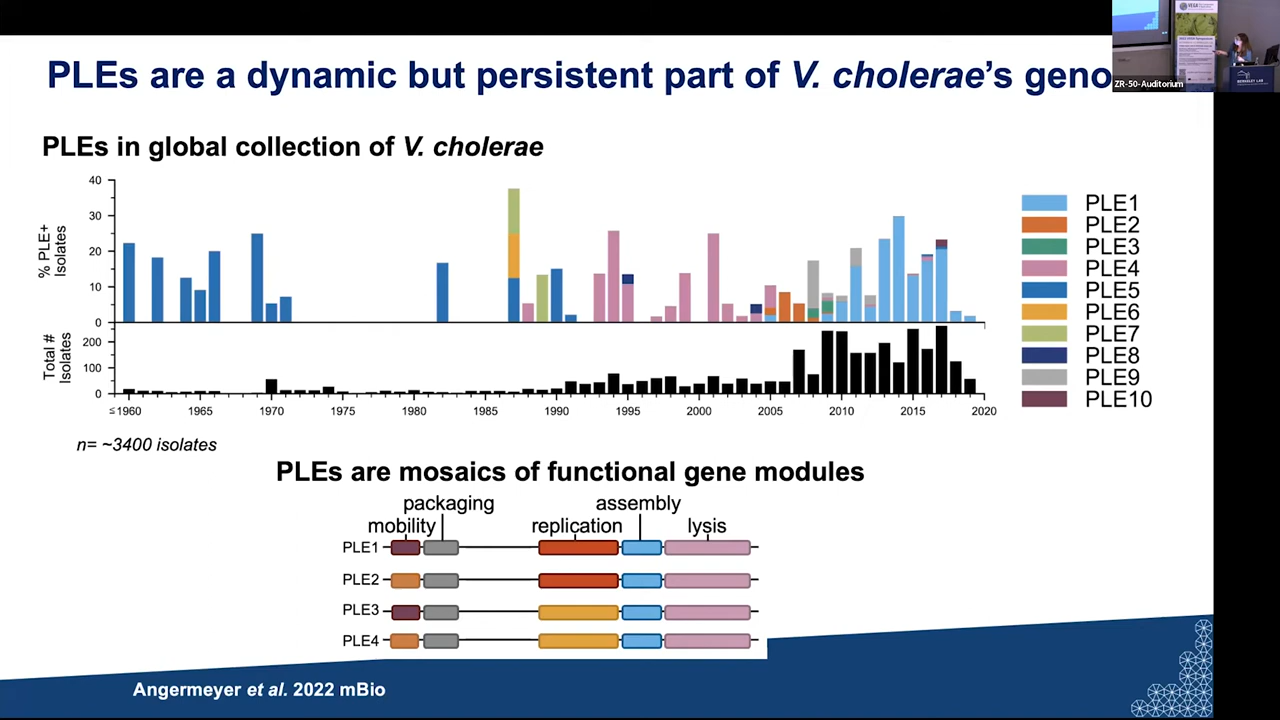 PLEs are a dynamic but persistent part of V. cholerae's geno
ZR-50-Auditorium
BERKELEY LAB
PLEs in global collection of V. cholerae
% PLE+
Isolates
40
30
20
10
0
Total #
Isolates
200
100
0
≤1960 1965 1970 1975 1980 1985 1990 1995 2000 2005 2010 2015 2020
PLE1
PLE2
PLE3
PLE4
PLE5
PLE6
PLE7
PLE8
PLE9
PLE10
n= ~3400 isolates
PLEs are mosaics of functional gene modules
packaging assembly
mobility replication lysis
PLE1
PLE2
PLE3
PLE4
Angermeyer et al. 2022 mBio